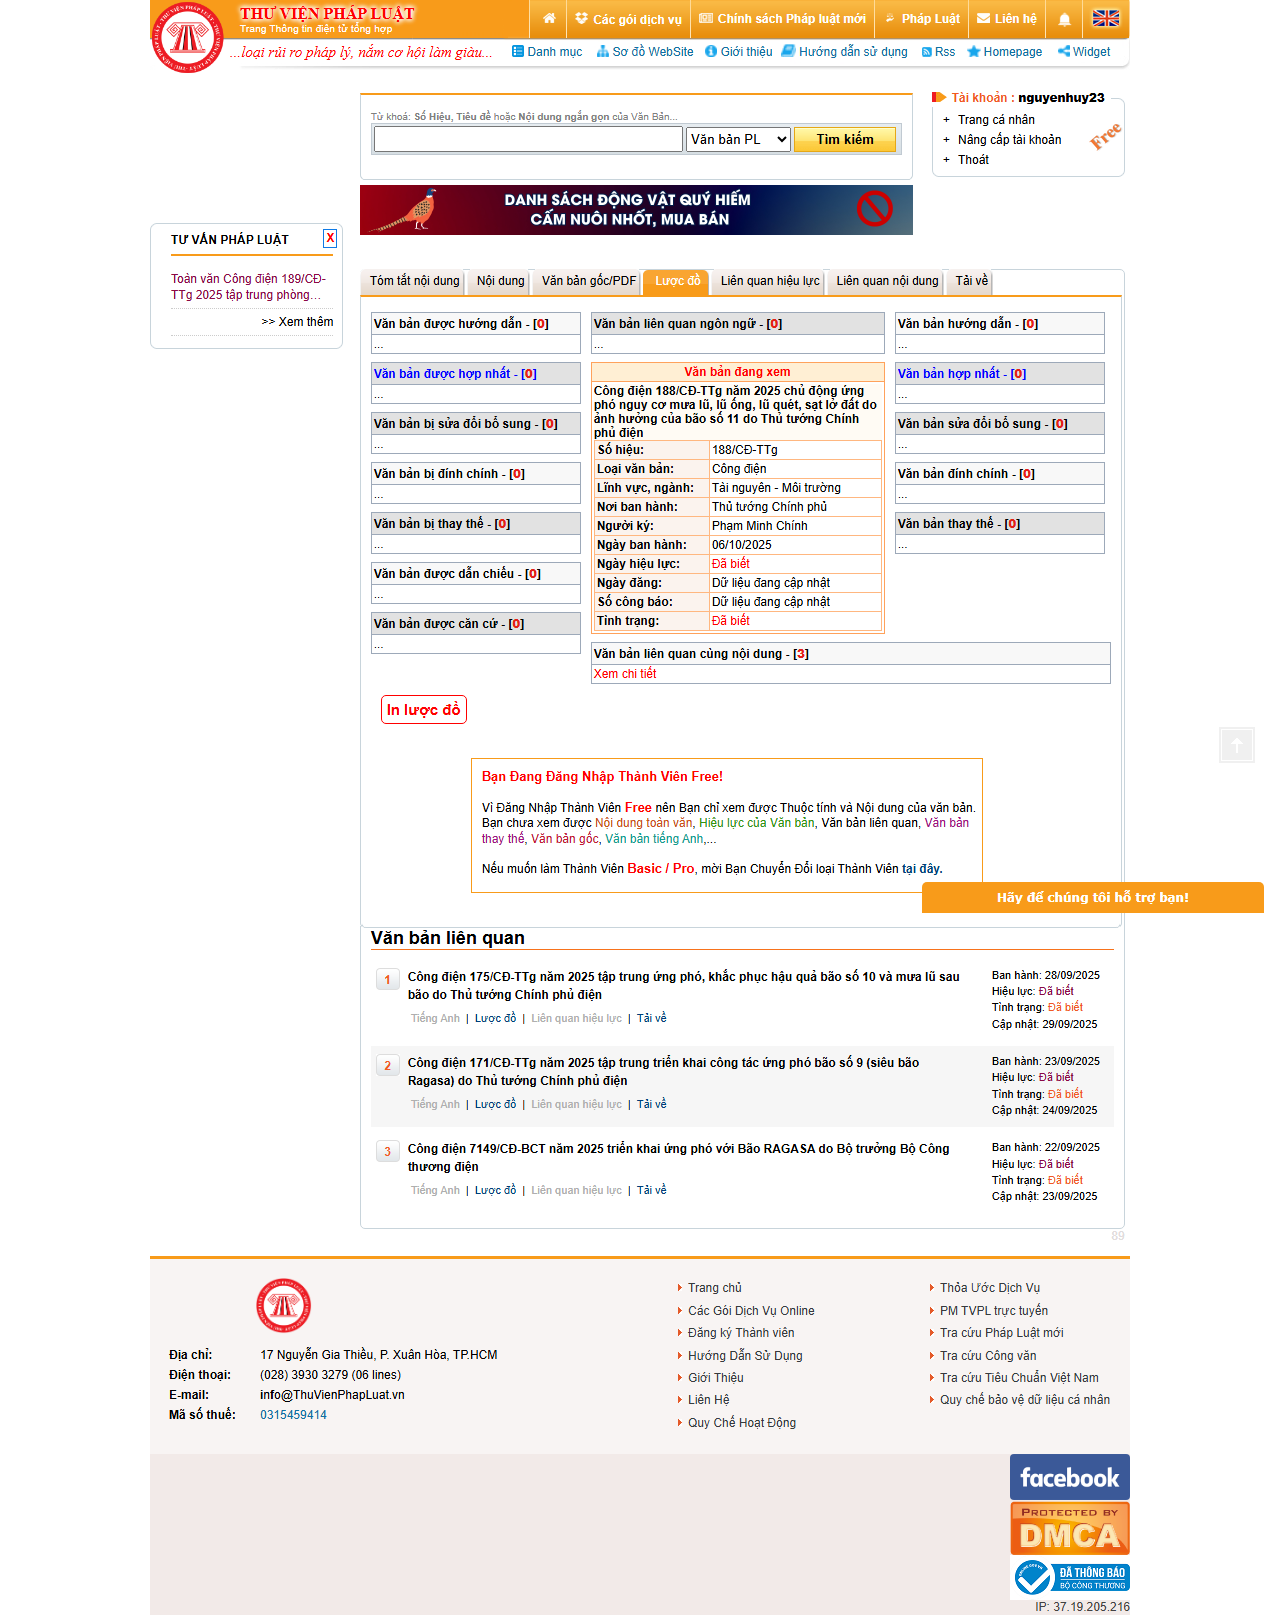 THƯ VIỆN PHÁP LUẬT
Trang Thông tin điện tử tổng hợp
Các gói dịch vụ
Chính sách Pháp luật mới
Pháp Luật
Liên hệ
...loại rủi ro pháp lý, nắm cơ hội làm giàu...
Danh mục
Sơ đồ WebSite
Giới thiệu
Hướng dẫn sử dụng
Rss
Homepage
Widget
Từ khoá: Số Hiệu, Tiêu đề hoặc Nội dung ngắn gọn của Văn Bản...
Văn bản PL
Tìm kiếm
Tài khoản : nguyenhuy23
+ Trang cá nhân
+ Nâng cấp tài khoản
+ Thoát
Free
DANH SÁCH ĐỘNG VẬT QUÝ HIẾM
CẤM NUÔI NHỐT, MUA BÁN
TƯ VẤN PHÁP LUẬT
X
Toàn văn Công điện 189/CĐ-
TTg 2025 tập trung phòng...
>> Xem thêm
Tóm tắt nội dung
Nội dung
Văn bản gốc/PDF
Lược đồ
Liên quan hiệu lực
Liên quan nội dung
Tải về
Văn bản được hướng dẫn - [0]
...
Văn bản được hợp nhất - [0]
...
Văn bản bị sửa đổi bổ sung - [0]
...
Văn bản bị đính chính - [0]
...
Văn bản bị thay thế - [0]
...
Văn bản được dẫn chiếu - [0]
...
Văn bản được căn cứ - [0]
...
Văn bản liên quan ngôn ngữ - [0]
...
Văn bản đang xem
Công điện 188/CĐ-TTg năm 2025 chủ động ứng
phó nguy cơ mưa lũ, lũ ống, lũ quét, sạt lở đất do
ảnh hưởng của bão số 11 do Thủ tướng Chính
phủ điện
Số hiệu: 188/CĐ-TTg
Loại văn bản: Công điện
Lĩnh vực, ngành: Tài nguyên - Môi trường
Nơi ban hành: Thủ tướng Chính phủ
Người ký: Phạm Minh Chính
Ngày ban hành: 06/10/2025
Ngày hiệu lực: Đã biết
Ngày đăng: Dữ liệu đang cập nhật
Số công báo: Dữ liệu đang cập nhật
Tình trạng: Đã biết
Văn bản hướng dẫn - [0]
...
Văn bản hợp nhất - [0]
...
Văn bản sửa đổi bổ sung - [0]
...
Văn bản đính chính - [0]
...
Văn bản thay thế - [0]
...
Văn bản liên quan cùng nội dung - [3]
Xem chi tiết
In lược đồ
Bạn Đang Đăng Nhập Thành Viên Free!
Vì Đăng Nhập Thành Viên Free nên Bạn chỉ xem được Thuộc tính và Nội dung của văn bản.
Bạn chưa xem được Nội dung toàn văn, Hiệu lực của Văn bản, Văn bản liên quan, Văn bản
thay thế, Văn bản gốc, Văn bản tiếng Anh,...
Nếu muốn làm Thành Viên Basic / Pro, mời Bạn Chuyển Đổi loại Thành Viên tại đây.
Hãy để chúng tôi hỗ trợ bạn!
Văn bản liên quan
1
Công điện 175/CĐ-TTg năm 2025 tập trung ứng phó, khắc phục hậu quả bão số 10 và mưa lũ sau
bão do Thủ tướng Chính phủ điện
Tiếng Anh | Lược đồ | Liên quan hiệu lực | Tải về
Ban hành: 28/09/2025
Hiệu lực: Đã biết
Tình trạng: Đã biết
Cập nhật: 29/09/2025
2
Công điện 171/CĐ-TTg năm 2025 tập trung triển khai công tác ứng phó bão số 9 (siêu bão
Ragasa) do Thủ tướng Chính phủ điện
Tiếng Anh | Lược đồ | Liên quan hiệu lực | Tải về
Ban hành: 23/09/2025
Hiệu lực: Đã biết
Tình trạng: Đã biết
Cập nhật: 24/09/2025
3
Công điện 7149/CĐ-BCT năm 2025 triển khai ứng phó với Bão RAGASA do Bộ trưởng Bộ Công
thương điện
Tiếng Anh | Lược đồ | Liên quan hiệu lực | Tải về
Ban hành: 22/09/2025
Hiệu lực: Đã biết
Tình trạng: Đã biết
Cập nhật: 23/09/2025
89
Địa chỉ: 17 Nguyễn Gia Thiều, P. Xuân Hòa, TP.HCM
Điện thoại: (028) 3930 3279 (06 lines)
E-mail: info@ThuVienPhapLuat.vn
Mã số thuế: 0315459414
Trang chủ
Các Gói Dịch Vụ Online
Đăng ký Thành viên
Hướng Dẫn Sử Dụng
Giới Thiệu
Liên Hệ
Quy Chế Hoạt Động
Thỏa Ước Dịch Vụ
PM TVPL trực tuyến
Tra cứu Pháp Luật mới
Tra cứu Công văn
Tra cứu Tiêu Chuẩn Việt Nam
Quy chế bảo vệ dữ liệu cá nhân
facebook
PROTECTED BY
DMCA
ĐÃ THÔNG BÁO
BỘ CÔNG THƯƠNG
IP: 37.19.205.216